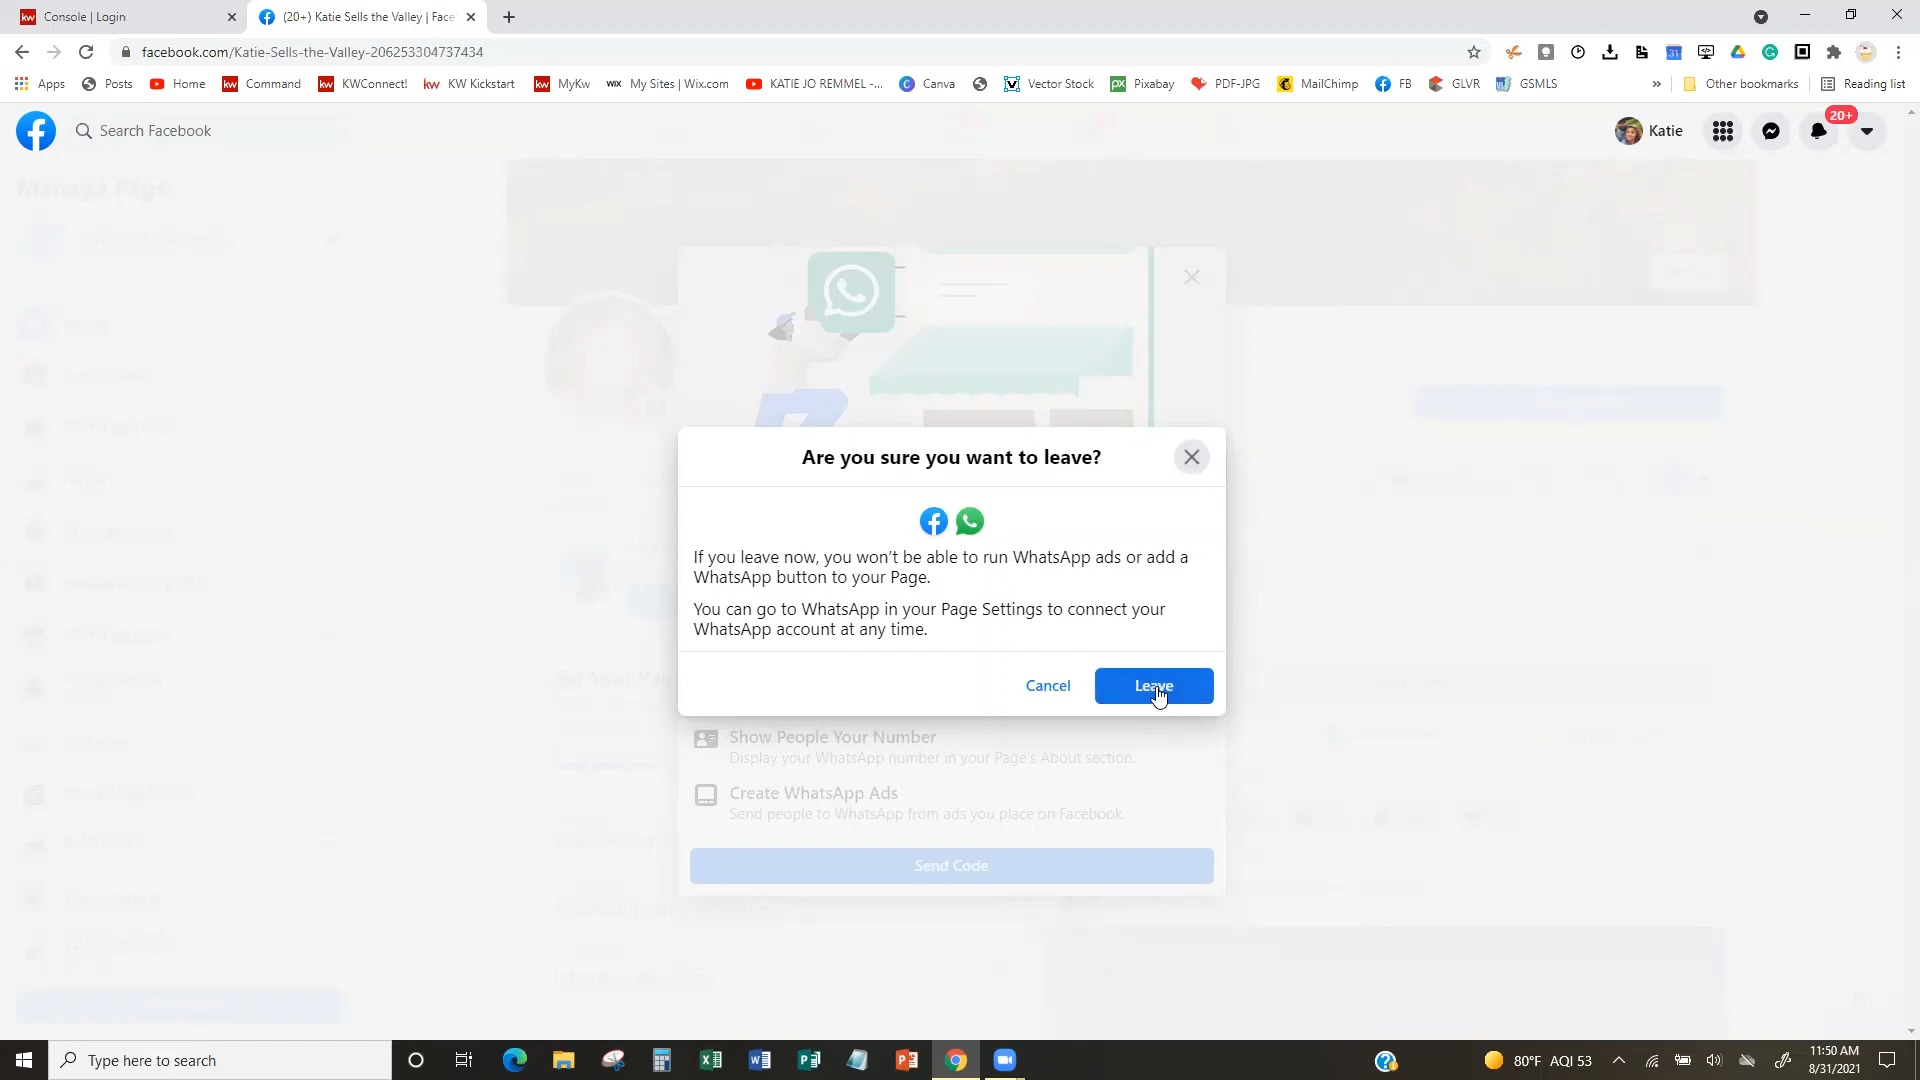 Console | Login
(20+) Katie Sells the Valley | Face
facebook.com/Katie-Sells-the-Valley-206253304737434
Apps
Posts
Home
Command
KWConnect!
kw KW Kickstart
MyKw
WIX My Sites | Wix.com
KATIE JO REMMEL -...
Canva
Vector Stock
Pixabay
PDF-JPG
MailChimp
FB
GLVR
GSMLS
»
Other bookmarks
Reading list
Search Facebook
Katie
20+
Manage Page
Are you sure you want to leave?
If you leave now, you won't be able to run WhatsApp ads or add a
WhatsApp button to your Page.
You can go to WhatsApp in your Page Settings to connect your
WhatsApp account at any time.
Cancel
Leave
Show People Your Number
Display your WhatsApp number in your Page's About section.
Create WhatsApp Ads
Send people to WhatsApp from ads you place on Facebook.
Send Code
Type here to search
80°F AQI 53
11:50 AM
8/31/2021